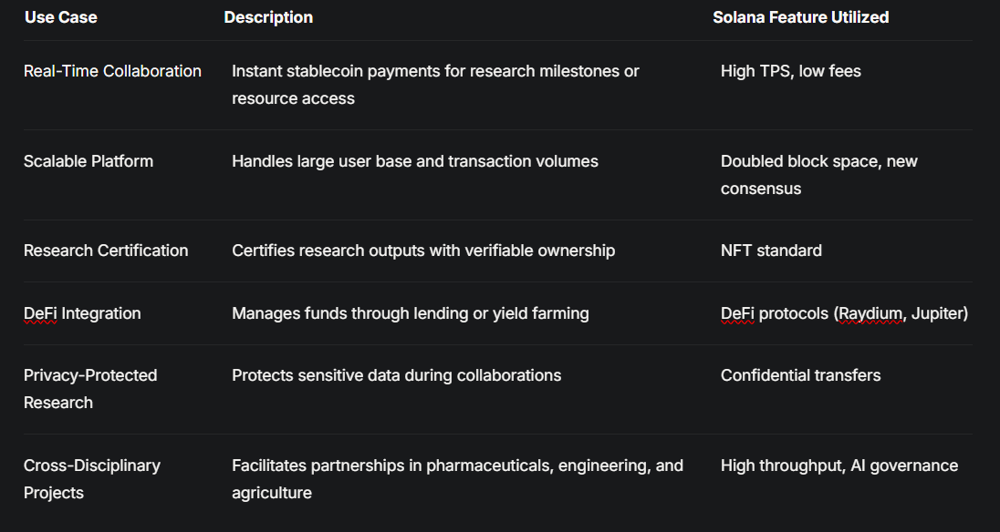 Use Case Description Solana Feature Utilized
Real-Time Collaboration Instant stablecoin payments for research milestones or High TPS, low fees
resource access
Scalable Platform Handles large user base and transaction volumes Doubled block space, new
consensus
Research Certification Certifies research outputs with verifiable ownership NFT standard
DeFi Integration Manages funds through lending or yield farming DeFi protocols (Raydium, Jupiter)
Privacy-Protected Protects sensitive data during collaborations Confidential transfers
Research
Cross-Disciplinary Facilitates partnerships in pharmaceuticals, engineering, and High throughput, AI governance
Projects agriculture